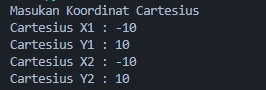 Masukan Koordinat Cartesius
Cartesius X1 : -10
Cartesius Y1 : 10
Cartesius X2 : -10
Cartesius Y2 : 10